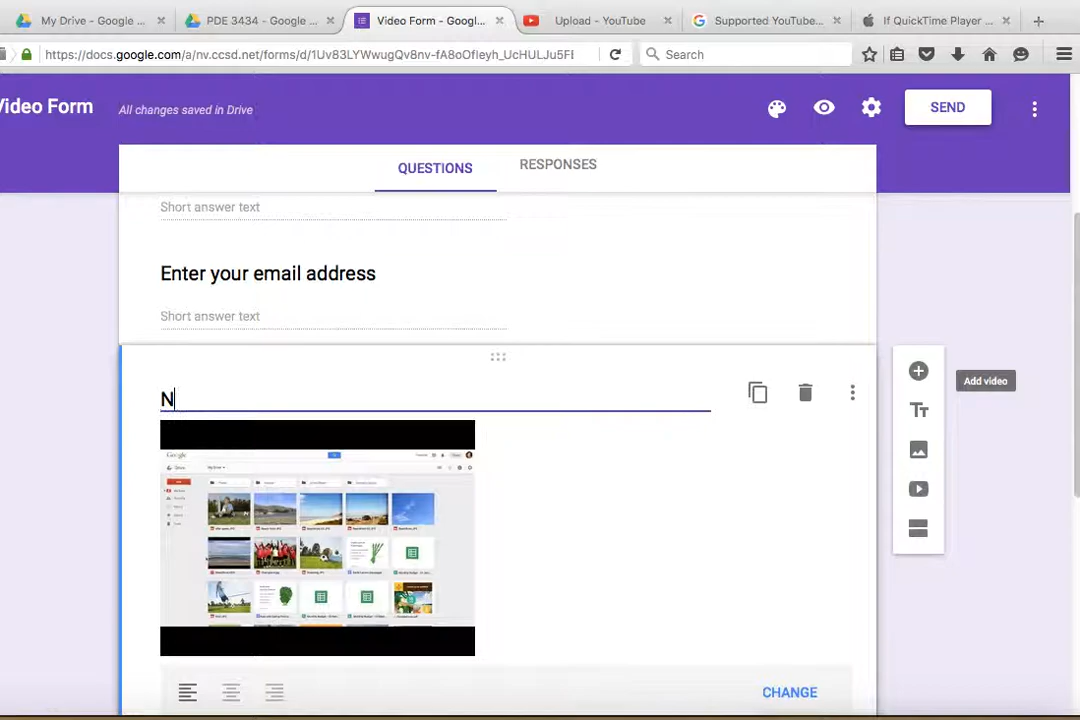 My Drive - Google ...
PDE 3434 - Google ...
Video Form - Googl...
Upload - YouTube
Supported YouTube...
If QuickTime Player ...
https://docs.google.com/a/nv.ccsd.net/forms/d/1Uv83LYWwugQv8nv-fA8oOfleyh_UcHULJu5FE
Search
Video Form
All changes saved in Drive
SEND
QUESTIONS
RESPONSES
Short answer text
Enter your email address
Short answer text
Add video
N
Google
CHANGE